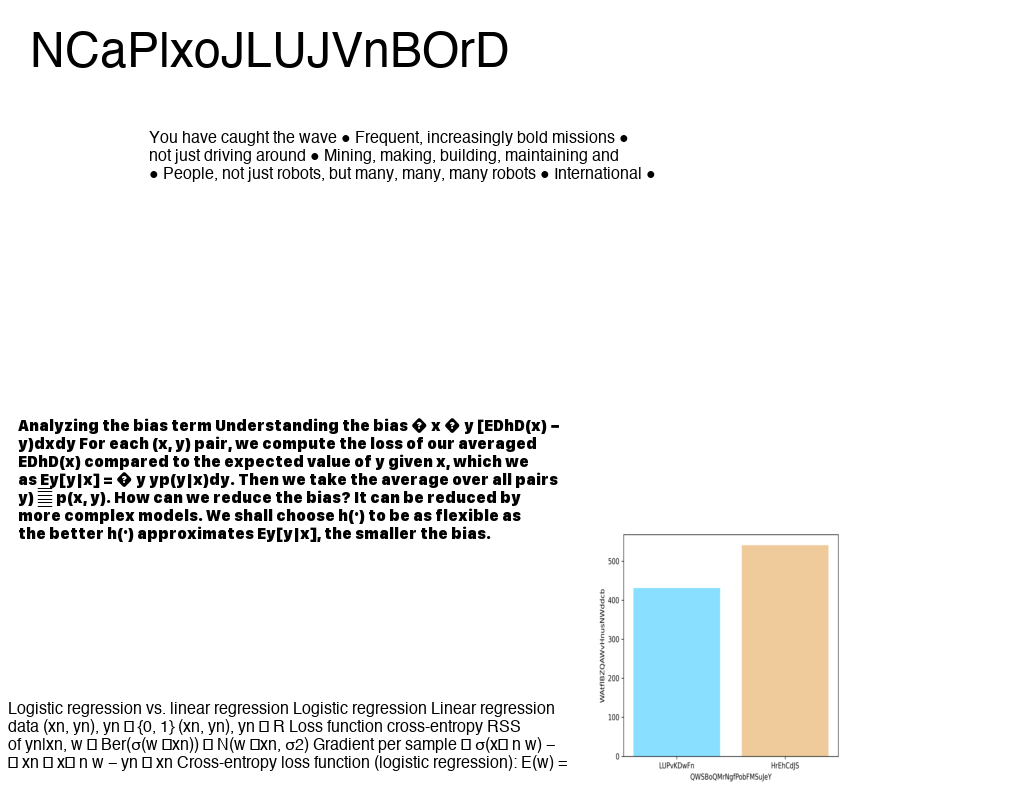 NCaPlxoJLUJVnBOrD
You have caught the wave ● Frequent, increasingly bold missions ●
not just driving around ● Mining, making, building, maintaining and
● People, not just robots, but many, many, many robots ● International ●
Analyzing the bias term Understanding the bias � x � y [EDhD(x) −
y)dxdy For each (x, y) pair, we compute the loss of our averaged
EDhD(x) compared to the expected value of y given x, which we
as Ey[y|x] = � y yp(y|x)dy. Then we take the average over all pairs
y) p(x, y). How can we reduce the bias? It can be reduced by
more complex models. We shall choose h(·) to be as flexible as
the better h(·) approximates Ey[y|x], the smaller the bias.
Logistic regression vs. linear regression Logistic regression Linear regression
data (xn, yn), yn □ {0, 1} (xn, yn), yn □ R Loss function cross-entropy RSS
of yn|xn, w □ Ber(σ(w □xn)) □ N(w □xn, σ2) Gradient per sample □ σ(x□ n w) −
□ xn □ x□ n w − yn □ xn Cross-entropy loss function (logistic regression): E(w) =
500
400
300
200
100
0
WAtflBZQAWvHnusNWddcb
LUPvKDwFn HrEhCdJS
QWSBoQMrNgfPobFMSuJeY